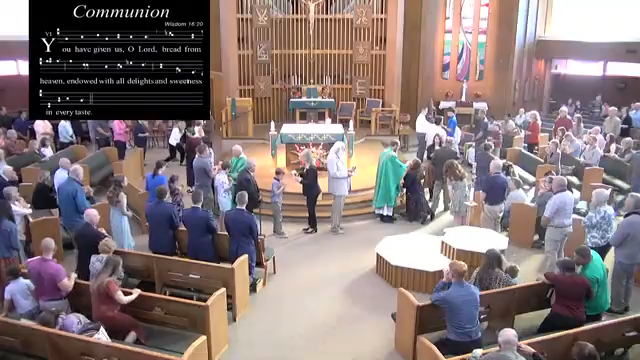 Communion
Wisdom 16:20
VI
You have given us, O Lord, bread from
heaven, endowed with all delights and sweetness
in every taste.